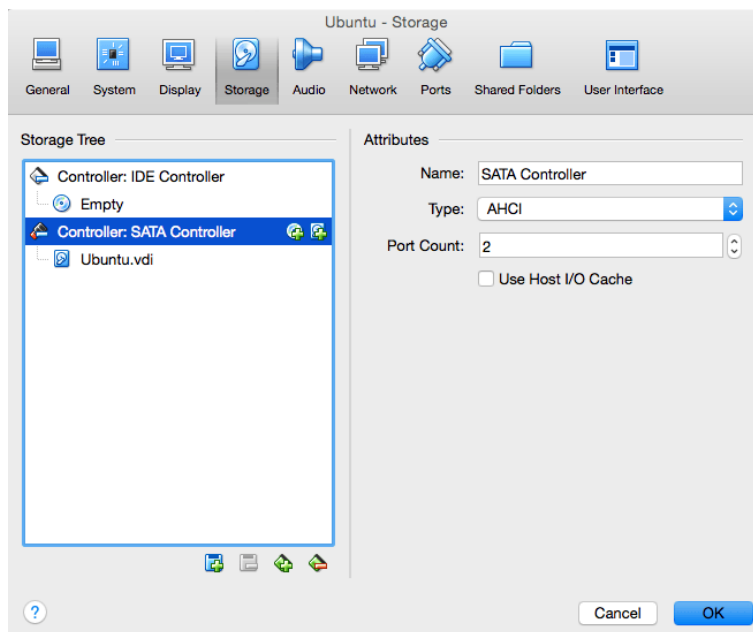 Ubuntu - Storage
General System Display Storage Audio Network Ports Shared Folders User Interface
Storage Tree
Controller: IDE Controller
Empty
Controller: SATA Controller
Ubuntu.vdi
Attributes
Name: SATA Controller
Type: AHCI
Port Count: 2
Use Host I/O Cache
?
Cancel OK